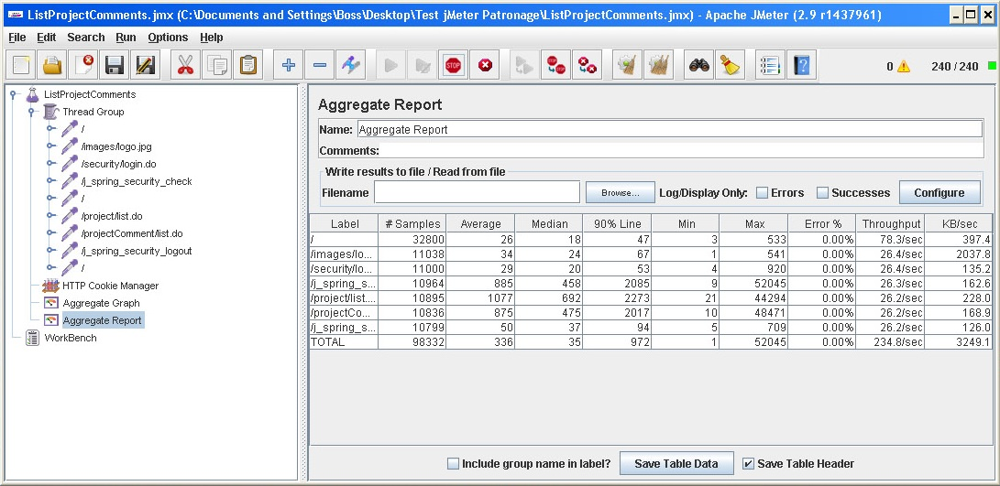 ListProjectComments.jmx (C:\Documents and Settings\Boss\Desktop\Test jMeter Patronage\ListProjectComments.jmx) - Apache JMeter (2.9 r1437961)
File Edit Search Run Options Help
STOP 0 240 / 240
ListProjectComments
Thread Group
/
/images/logo.jpg
/security/login.do
/j_spring_security_check
/
/project/list.do
/projectComment/list.do
/j_spring_security_logout
/
HTTP Cookie Manager
Aggregate Graph
Aggregate Report
WorkBench
Aggregate Report
Name: Aggregate Report
Comments:
Write results to file / Read from file
Filename Browse... Log/Display Only: Errors Successes Configure
Label # Samples Average Median 90% Line Min Max Error % Throughput KB/sec
/ 32800 26 18 47 3 533 0.00% 78.3/sec 397.4
/images/lo... 11038 34 24 67 1 541 0.00% 26.4/sec 2037.8
/security/lo... 11000 29 20 53 4 920 0.00% 26.4/sec 135.2
/j_spring_s... 10964 885 458 2085 9 52045 0.00% 26.3/sec 162.6
/project/list.... 10895 1077 692 2273 21 44294 0.00% 26.2/sec 228.0
/projectCo... 10836 875 475 2017 10 48471 0.00% 26.2/sec 168.9
/j_spring_s... 10799 50 37 94 5 709 0.00% 26.2/sec 126.0
TOTAL 98332 336 35 972 1 52045 0.00% 234.8/sec 3249.1
Include group name in label? Save Table Data Save Table Header